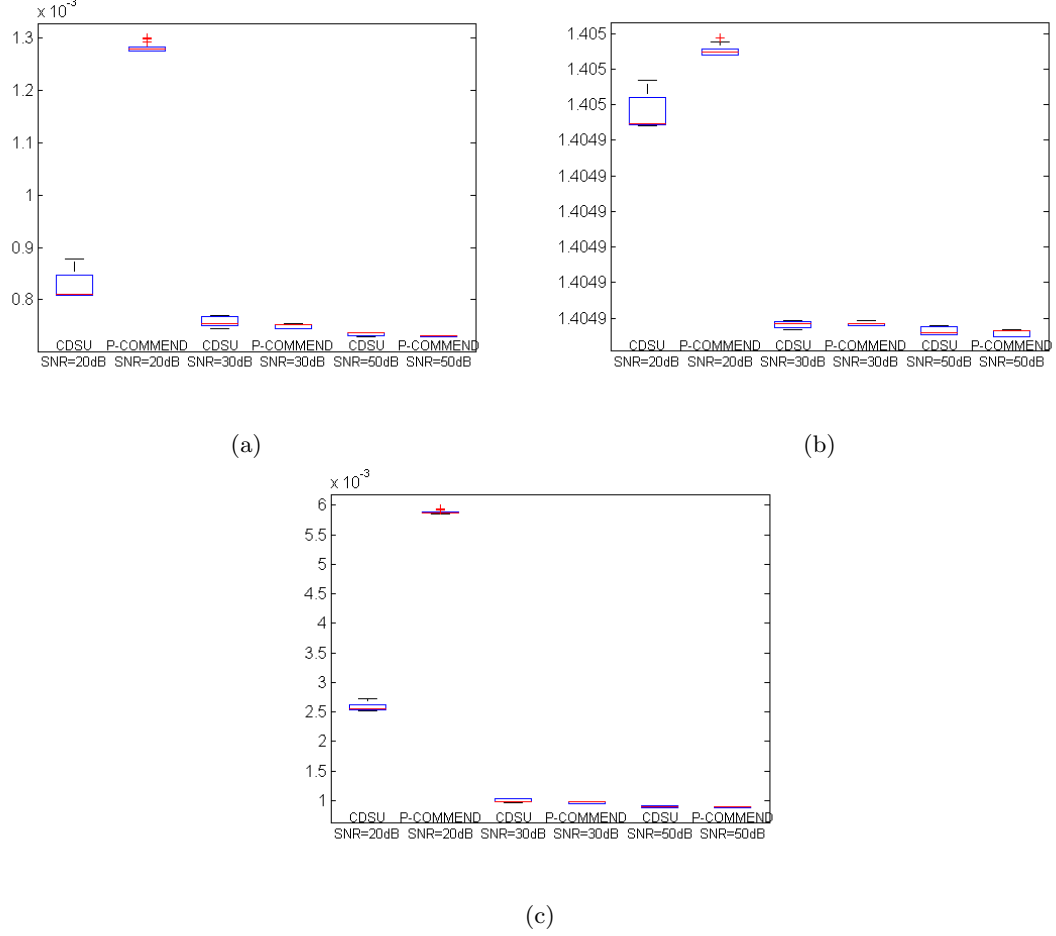 x 10-3
1.3
1.2
1.1
1
0.9
0.8
CDSU P-COMMEND CDSU P-COMMEND CDSU P-COMMEND
SNR=20dB SNR=20dB SNR=30dB SNR=30dB SNR=50dB SNR=50dB
(a)
1.405
1.405
1.405
1.4049
1.4049
1.4049
1.4049
1.4049
1.4049
CDSU P-COMMEND CDSU P-COMMEND CDSU P-COMMEND
SNR=20dB SNR=20dB SNR=30dB SNR=30dB SNR=50dB SNR=50dB
(b)
x 10-3
6
5.5
5
4.5
4
3.5
3
2.5
2
1.5
1
CDSU P-COMMEND CDSU P-COMMEND CDSU P-COMMEND
SNR=20dB SNR=20dB SNR=30dB SNR=30dB SNR=50dB SNR=50dB
(c)